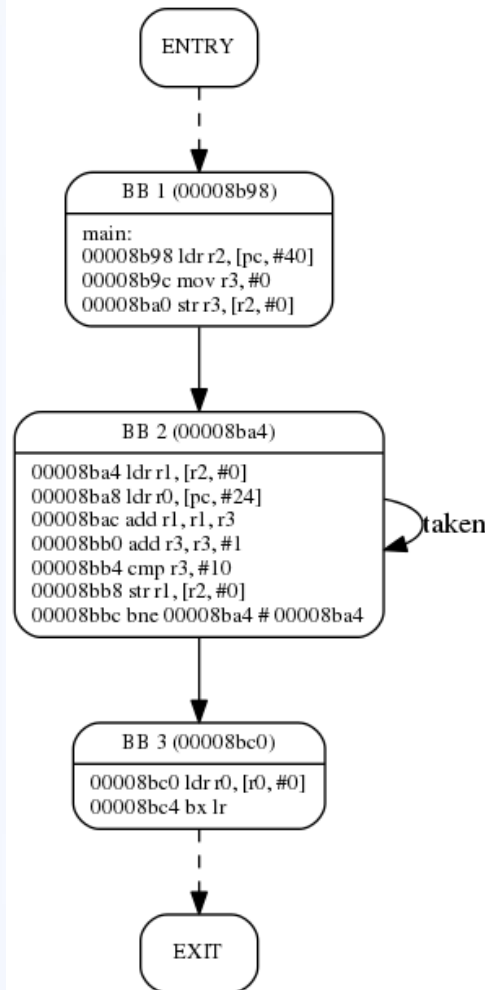 ENTRY
BB 1 (00008b98)
main:
00008b98 ldr r2, [pc, #40]
00008b9c mov r3, #0
00008ba0 str r3, [r2, #0]
BB 2 (00008ba4)
00008ba4 ldr r1, [r2, #0]
00008ba8 ldr r0, [pc, #24]
00008bac add r1, r1, r3
00008bb0 add r3, r3, #1
00008bb4 cmp r3, #10
00008bb8 str r1, [r2, #0]
00008bbc bne 00008ba4 # 00008ba4
taken
BB 3 (00008bc0)
00008bc0 ldr r0, [r0, #0]
00008bc4 bx lr
EXIT